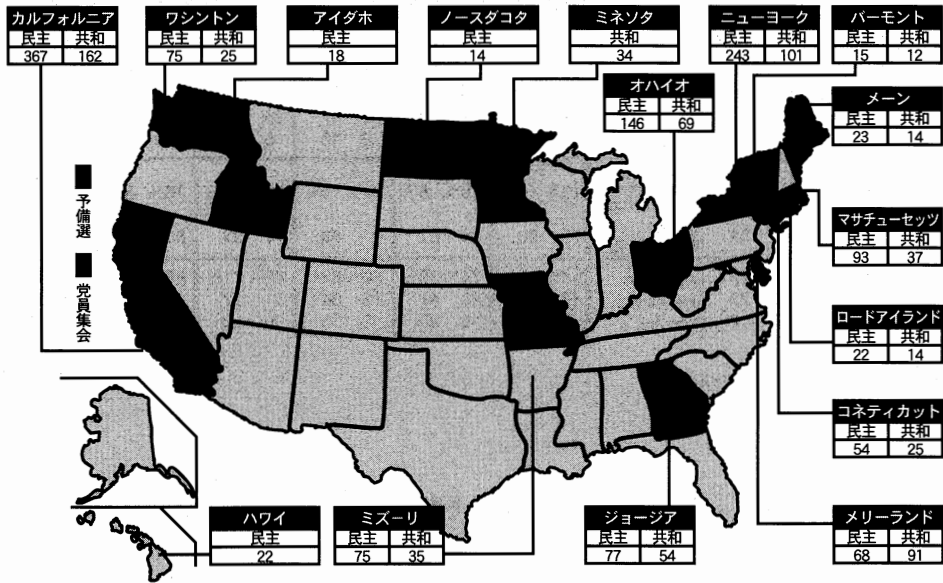 カルフォルニア
民主 共和
367 162
ワシントン
民主 共和
75 25
アイダホ
民主
18
ノースダコタ
民主
14
ミネソタ
共和
34
ニューヨーク
民主 共和
243 101
バーモント
民主 共和
15 12
オハイオ
民主 共和
146 69
メーン
民主 共和
23 14
予備選
党員集会
マサチューセッツ
民主 共和
93 37
ロードアイランド
民主 共和
22 14
コネティカット
民主 共和
54 25
ハワイ
民主
22
ミズーリ
民主 共和
75 35
ジョージア
民主 共和
77 54
メリーランド
民主 共和
68 91